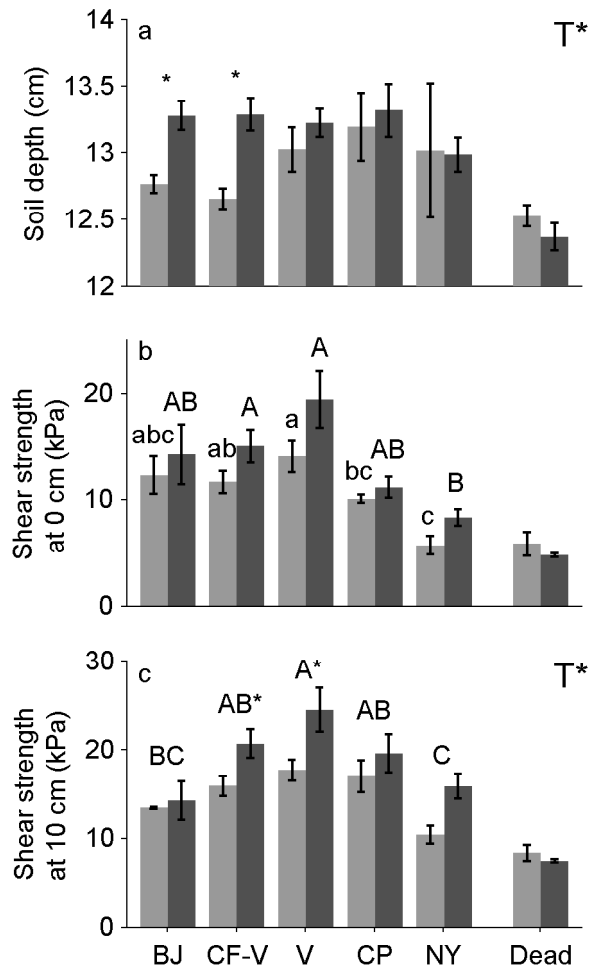 a
T*
Soil depth (cm)
14
13.5
13
12.5
12
* *
b
Shear strength
at 0 cm (kPa)
20
10
0
abc AB ab A a A bc AB c B
c
T*
Shear strength
at 10 cm (kPa)
30
20
10
0
BC AB* A* AB C
BJ CF-V V CP NY Dead